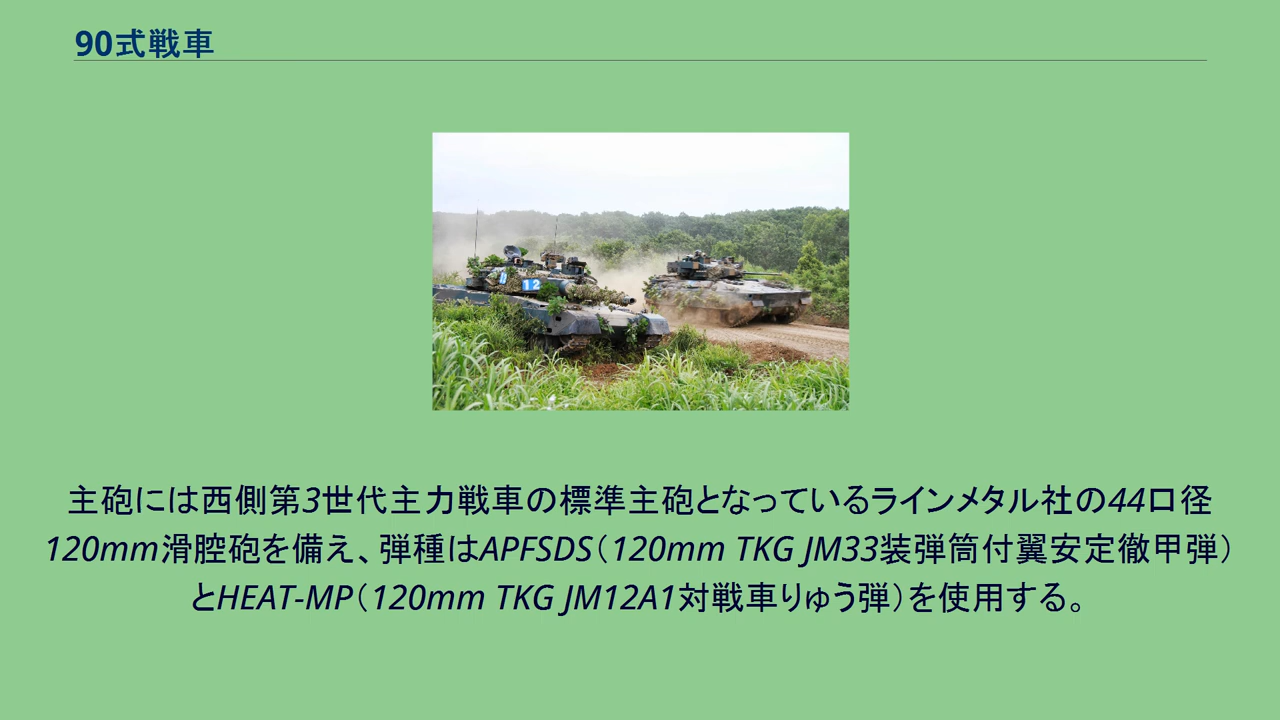 90式戦車
12
主砲には西側第3世代主力戦車の標準主砲となっているラインメタル社の44口径
120mm滑腔砲を備え、弾種はAPFSDS（120mm TKG JM33装弾筒付翼安定徹甲弾）
とHEAT-MP（120mm TKG JM12A1対戦車りゅう弾）を使用する。